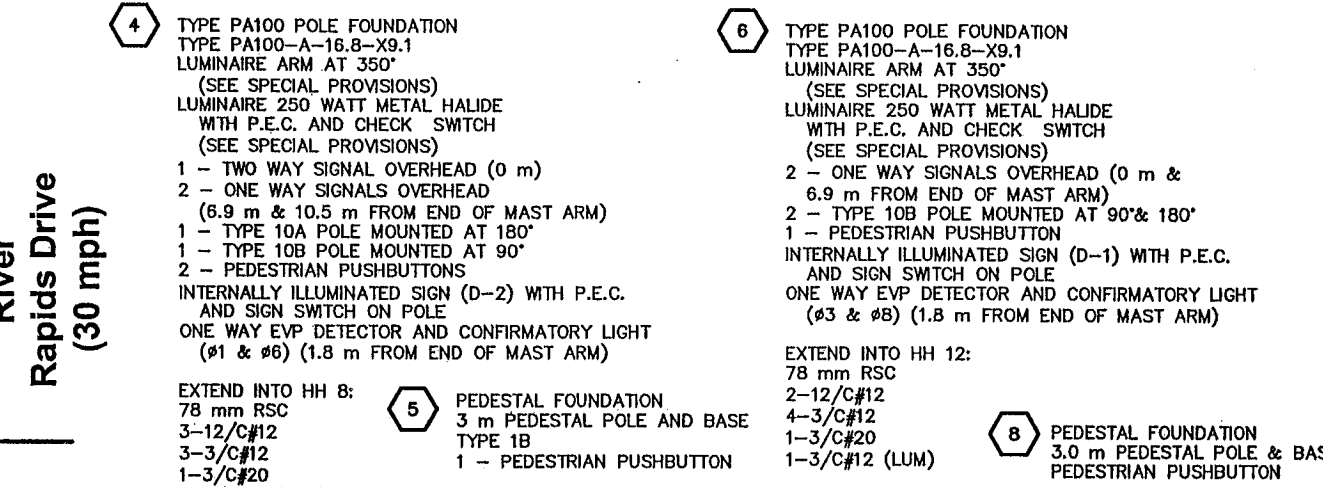 River
Rapids Drive
(30 mph)
4
TYPE PA100 POLE FOUNDATION
TYPE PA100-A-16.8-X9.1
LUMINAIRE ARM AT 350°
(SEE SPECIAL PROVISIONS)
LUMINAIRE 250 WATT METAL HALIDE
WITH P.E.C. AND CHECK SWITCH
(SEE SPECIAL PROVISIONS)
1 - TWO WAY SIGNAL OVERHEAD (0 m)
2 - ONE WAY SIGNALS OVERHEAD
(6.9 m & 10.5 m FROM END OF MAST ARM)
1 - TYPE 10A POLE MOUNTED AT 180°
1 - TYPE 10B POLE MOUNTED AT 90°
2 - PEDESTRIAN PUSHBUTTONS
INTERNALLY ILLUMINATED SIGN (D-2) WITH P.E.C.
AND SIGN SWITCH ON POLE
ONE WAY EVP DETECTOR AND CONFIRMATORY LIGHT
(ø1 & ø6) (1.8 m FROM END OF MAST ARM)
EXTEND INTO HH 8:
78 mm RSC
3-12/C#12
3-3/C#12
1-3/C#20
5
PEDESTAL FOUNDATION
3 m PEDESTAL POLE AND BASE
TYPE 1B
1 - PEDESTRIAN PUSHBUTTON
6
TYPE PA100 POLE FOUNDATION
TYPE PA100-A-16.8-X9.1
LUMINAIRE ARM AT 350°
(SEE SPECIAL PROVISIONS)
LUMINAIRE 250 WATT METAL HALIDE
WITH P.E.C. AND CHECK SWITCH
(SEE SPECIAL PROVISIONS)
2 - ONE WAY SIGNALS OVERHEAD (0 m &
6.9 m FROM END OF MAST ARM)
2 - TYPE 10B POLE MOUNTED AT 90°& 180°
1 - PEDESTRIAN PUSHBUTTON
INTERNALLY ILLUMINATED SIGN (D-1) WITH P.E.C.
AND SIGN SWITCH ON POLE
ONE WAY EVP DETECTOR AND CONFIRMATORY LIGHT
(ø3 & ø8) (1.8 m FROM END OF MAST ARM)
EXTEND INTO HH 12:
78 mm RSC
2-12/C#12
4-3/C#12
1-3/C#20
1-3/C#12 (LUM)
8
PEDESTAL FOUNDATION
3.0 m PEDESTAL POLE & BAS
PEDESTRIAN PUSHBUTTON